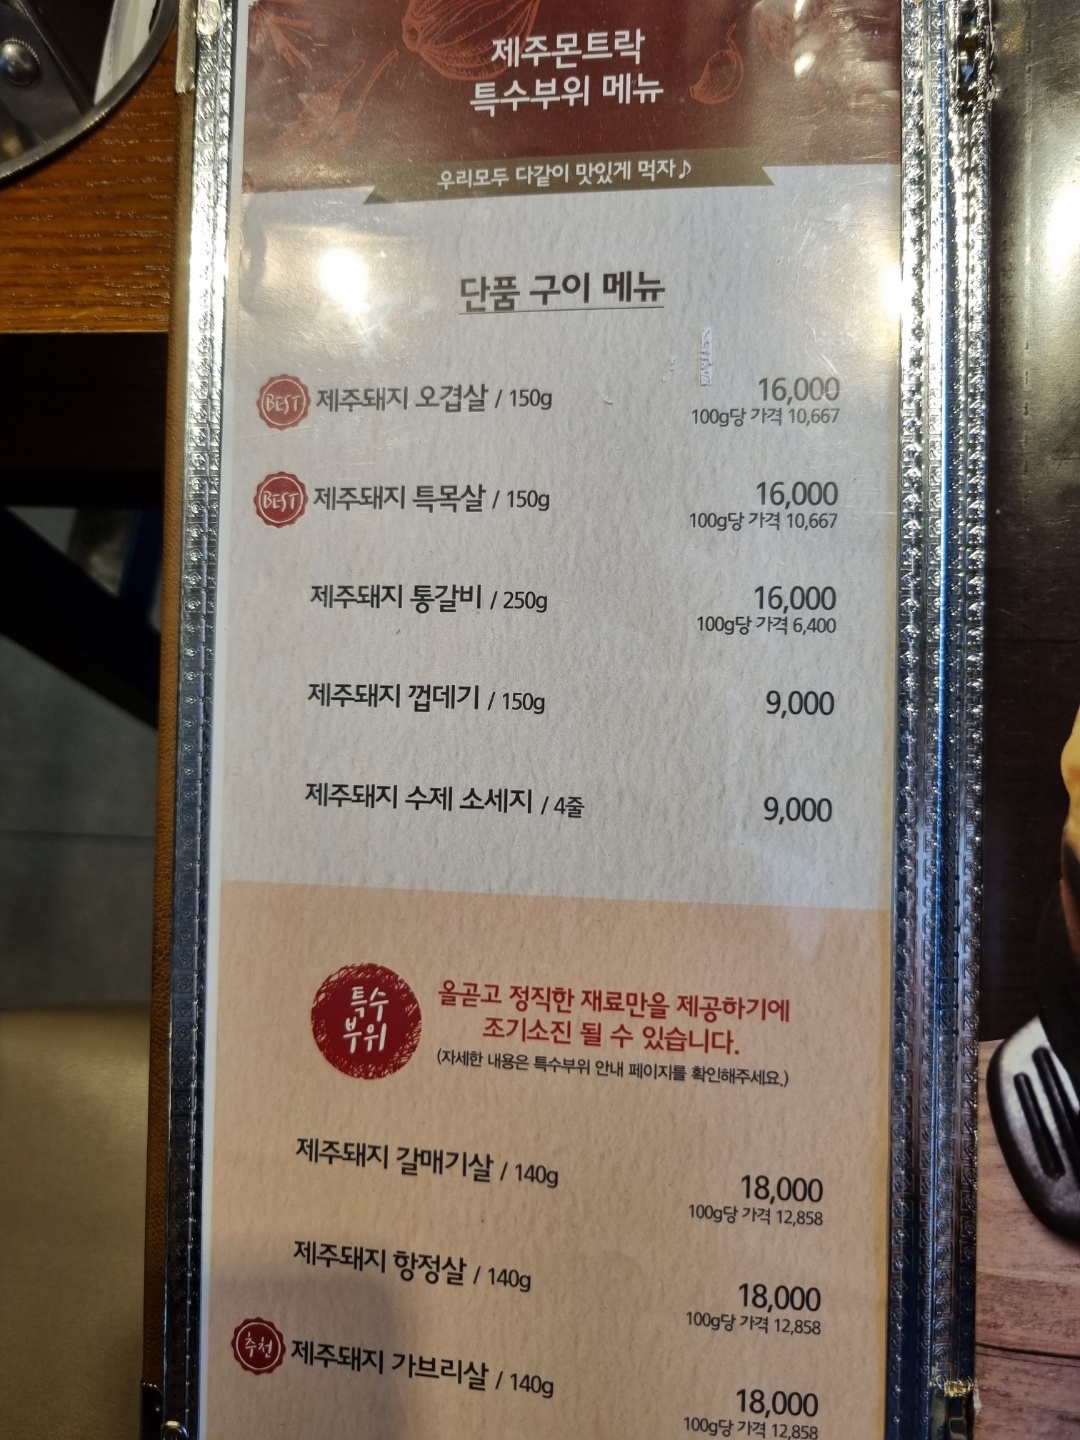 제주몬트락
특수부위 메뉴
우리모두 다같이 맛있게 먹자♪
단품 구이 메뉴
BEST 제주돼지 오겹살 / 150g 16,000
100g당 가격 10,667
BEST 제주돼지 특목살 / 150g 16,000
100g당 가격 10,667
제주돼지 통갈비 / 250g 16,000
100g당 가격 6,400
제주돼지 껍데기 / 150g 9,000
제주돼지 수제 소세지 / 4줄 9,000
특수
부위
올곧고 정직한 재료만을 제공하기에
조기소진 될 수 있습니다.
(자세한 내용은 특수부위 안내 페이지를 확인해주세요.)
제주돼지 갈매기살 / 140g 18,000
100g당 가격 12,858
제주돼지 항정살 / 140g 18,000
100g당 가격 12,858
추천 제주돼지 가브리살 / 140g 18,000
100g당 가격 12,858